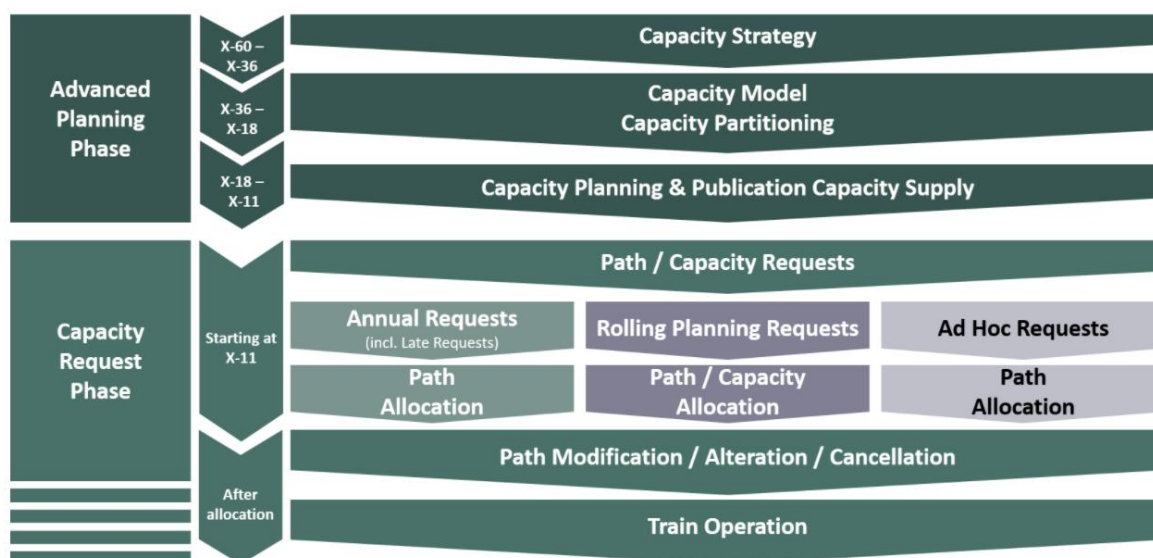 Advanced
Planning
Phase
X-60 –
X-36
Capacity Strategy
X-36 –
X-18
Capacity Model
Capacity Partitioning
X-18 –
X-11
Capacity Planning & Publication Capacity Supply
Capacity
Request
Phase
Starting at
X-11
Path / Capacity Requests
Annual Requests
(incl. Late Requests)
Rolling Planning Requests
Ad Hoc Requests
Path
Allocation
Path / Capacity
Allocation
Path
Allocation
After
allocation
Path Modification / Alteration / Cancellation
Train Operation